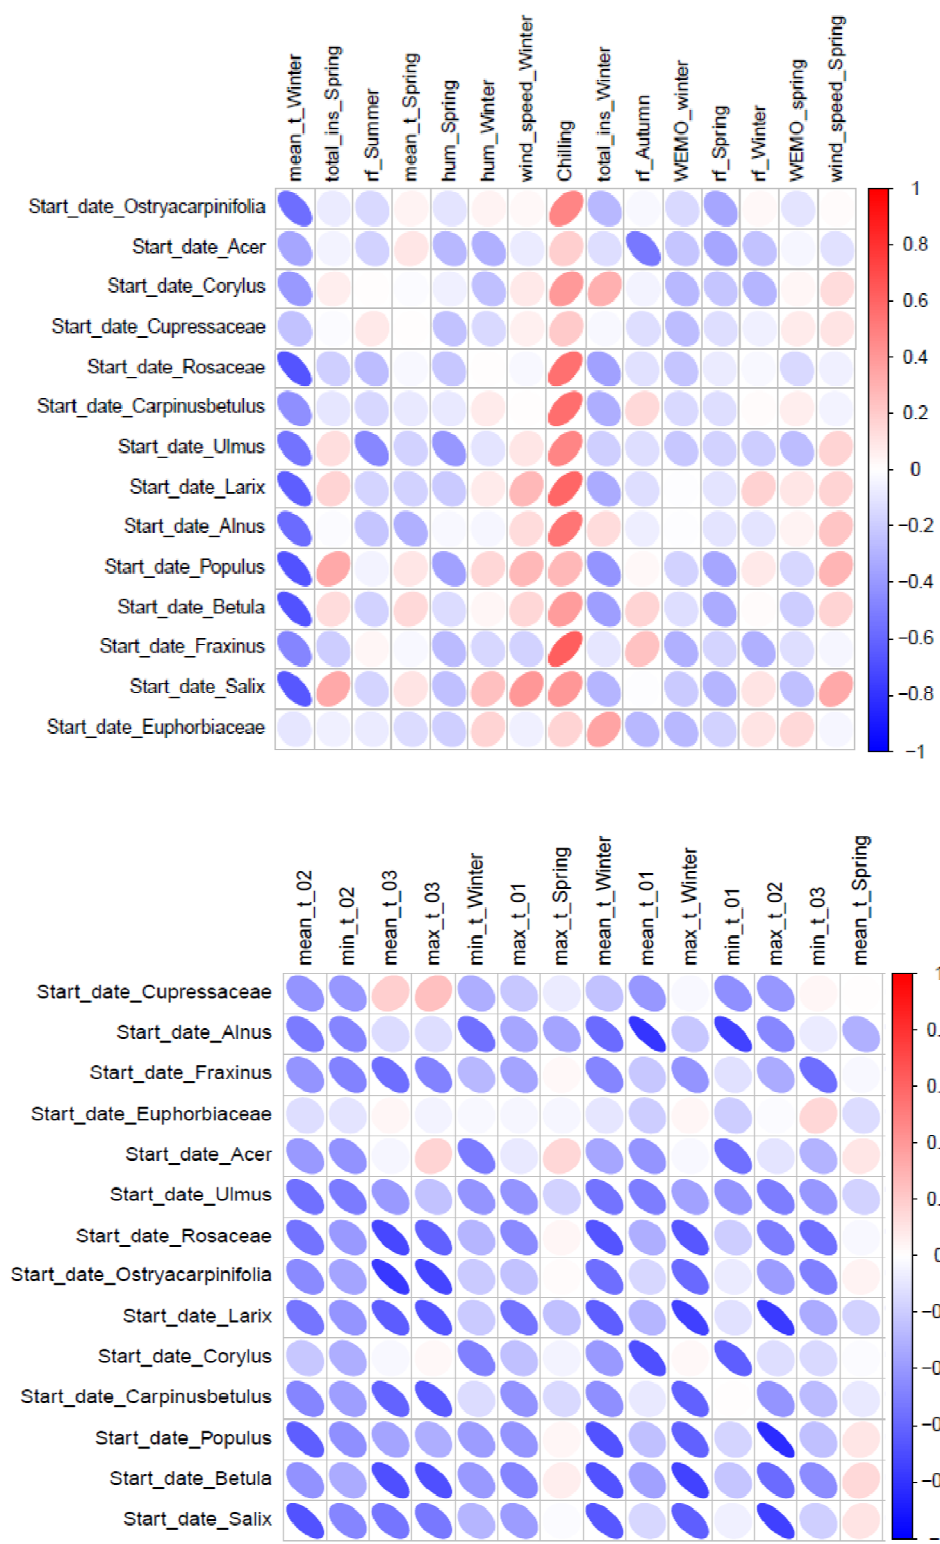 mean_t_Winter
total_ins_Spring
rf_Summer
mean_t_Spring
hum_Spring
hum_Winter
wind_speed_Winter
Chilling
total_ins_Winter
rf_Autumn
WEMO_winter
rf_Spring
rf_Winter
WEMO_spring
wind_speed_Spring
Start_date_Ostryacarpinifolia
Start_date_Acer
Start_date_Corylus
Start_date_Cupressaceae
Start_date_Rosaceae
Start_date_Carpinusbetulus
Start_date_Ulmus
Start_date_Larix
Start_date_Alnus
Start_date_Populus
Start_date_Betula
Start_date_Fraxinus
Start_date_Salix
Start_date_Euphorbiaceae
1
0.8
0.6
0.4
0.2
0
−0.2
−0.4
−0.6
−0.8
−1
mean_t_02
min_t_02
mean_t_03
max_t_03
min_t_Winter
max_t_01
max_t_Spring
mean_t_Winter
mean_t_01
max_t_Winter
min_t_01
max_t_02
min_t_03
mean_t_Spring
Start_date_Cupressaceae
Start_date_Alnus
Start_date_Fraxinus
Start_date_Euphorbiaceae
Start_date_Acer
Start_date_Ulmus
Start_date_Rosaceae
Start_date_Ostryacarpinifolia
Start_date_Larix
Start_date_Corylus
Start_date_Carpinusbetulus
Start_date_Populus
Start_date_Betula
Start_date_Salix
0